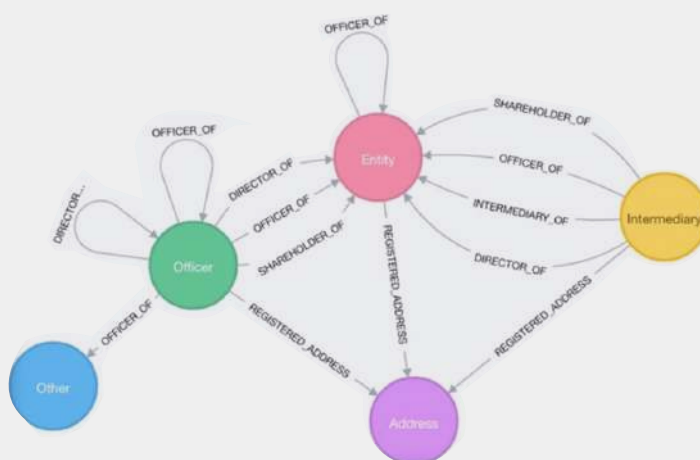 OFFICER_OF
SHAREHOLDER_OF
OFFICER_OF
Entity
DIRECTOR_OF
OFFICER_OF
INTERMEDIARY_OF
Intermediary
DIRECTOR...
OFFICER_OF
SHAREHOLDER_OF
DIRECTOR_OF
Officer
REGISTERED_ADDRESS
OFFICER_OF
REGISTERED_ADDRESS
REGISTERED_ADDRESS
Other
Address